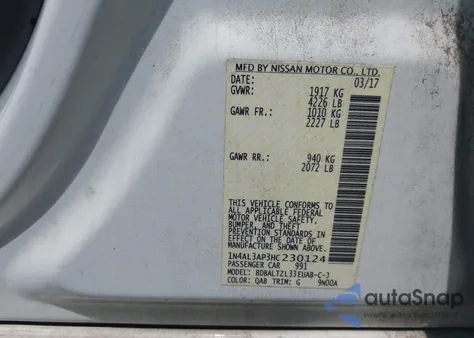 MFD BY NISSAN MOTOR CO., LTD.
DATE: 03/17
GVWR: 1917 KG
4226 LB
GAWR FR.: 1010 KG
2227 LB
GAWR RR.: 940 KG
2072 LB
THIS VEHICLE CONFORMS TO
ALL APPLICABLE FEDERAL
MOTOR VEHICLE SAFETY,
BUMPER, AND THEFT
PREVENTION STANDARDS IN
EFFECT ON THE DATE OF
MANUFACTURE SHOWN ABOVE.
1N4AL3AP3HC230124
PASSENGER CAR 991
MODEL: BDBALTZL33EUAB-C-J
COLOR: QAB TRIM: G 9N00A
autoSnap